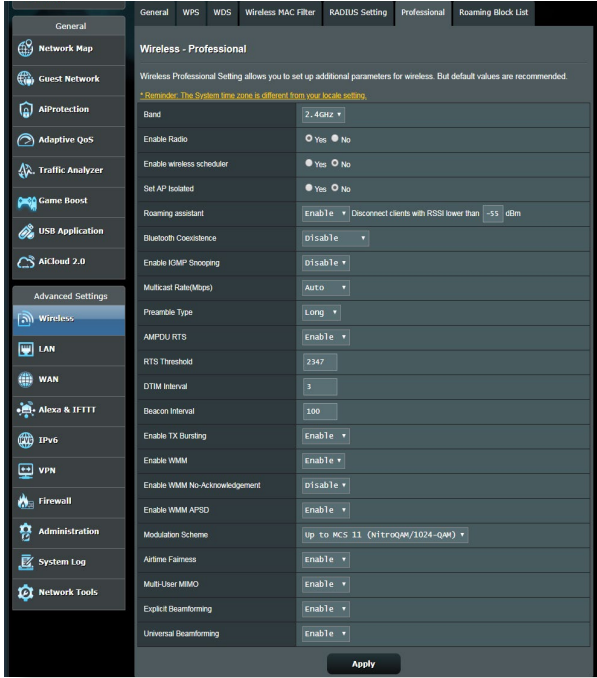 General WPS WDS Wireless MAC Filter RADIUS Setting Professional Roaming Block List
General
Network Map
Guest Network
AiProtection
Adaptive QoS
Traffic Analyzer
Game Boost
USB Application
AiCloud 2.0
Advanced Settings
Wireless
LAN
WAN
Alexa & IFTTT
IPv6
VPN
Firewall
Administration
System Log
Network Tools
Wireless - Professional
Wireless Professional Setting allows you to set up additional parameters for wireless. But default values are recommended.
* Reminder: The System time zone is different from your locale setting.
Band 2.4GHz
Enable Radio Yes No
Enable wireless scheduler Yes No
Set AP Isolated Yes No
Roaming assistant Enable Disconnect clients with RSSI lower than -55 dBm
Bluetooth Coexistence Disable
Enable IGMP Snooping Disable
Multicast Rate(Mbps) Auto
Preamble Type Long
AMPDU RTS Enable
RTS Threshold 2347
DTIM Interval 3
Beacon Interval 100
Enable TX Bursting Enable
Enable WMM Enable
Enable WMM No-Acknowledgement Disable
Enable WMM APSD Enable
Modulation Scheme Up to MCS 11 (NitroQAM/1024-QAM)
Airtime Fairness Enable
Multi-User MIMO Enable
Explicit Beamforming Enable
Universal Beamforming Enable
Apply